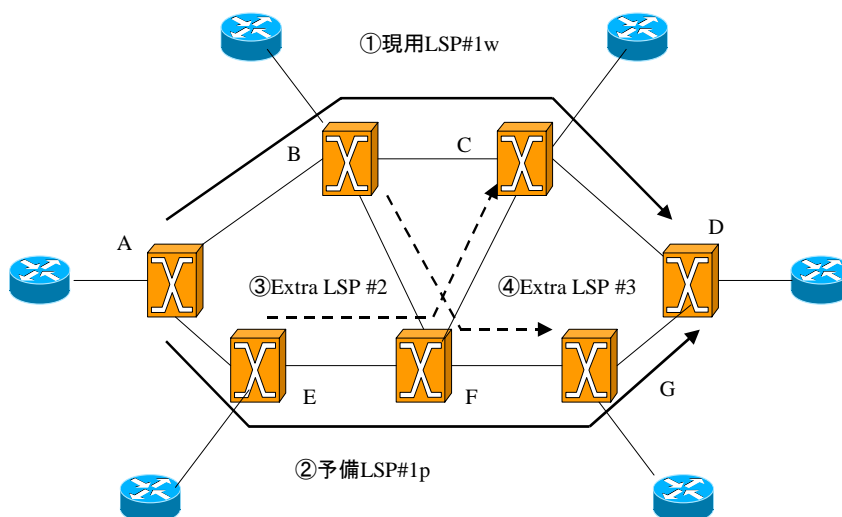 ①現用LSP#1w
B
C
A
D
③Extra LSP #2
④Extra LSP #3
E
F
G
②予備LSP#1p